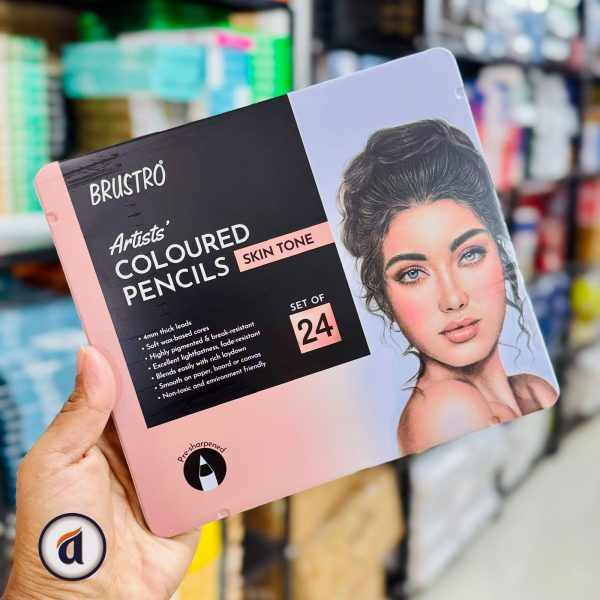 BRUSTRO®
Artists'
COLOURED
PENCILS SKIN TONE
SET OF
24
• 4mm thick leads
• Soft wax-based cores
• Highly pigmented & break-resistant
• Excellent lightfastness, fade-resistant
• Blends easily with rich laydown
• Smooth on paper, board or canvas
• Non-toxic and environment friendly
Pre-sharpened
a